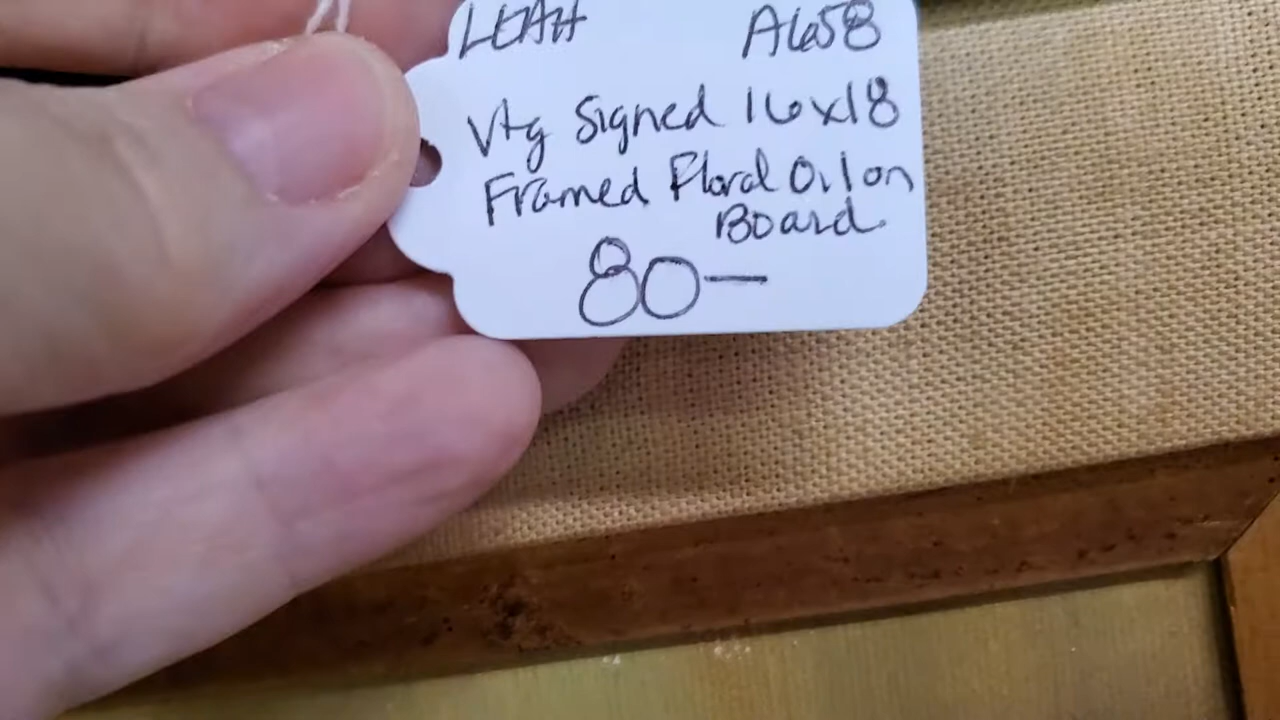 LEAH A658
Vtg Signed 16x18
Framed Floral Oil on
Board
80—